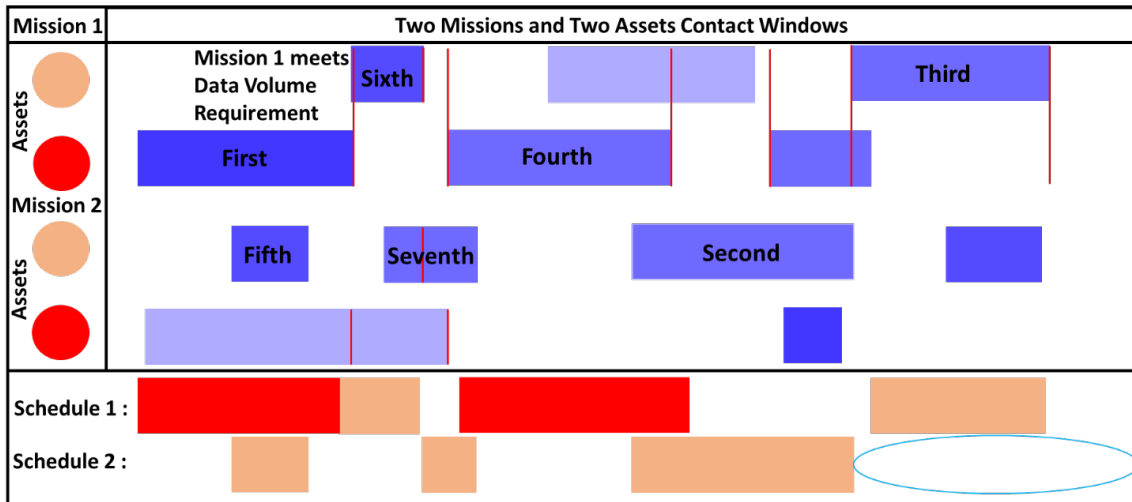 Mission 1
Two Missions and Two Assets Contact Windows
Assets
Mission 1 meets
Data Volume
Requirement
Sixth
Third
First
Fourth
Mission 2
Assets
Fifth
Seventh
Second
Schedule 1 :
Schedule 2 :